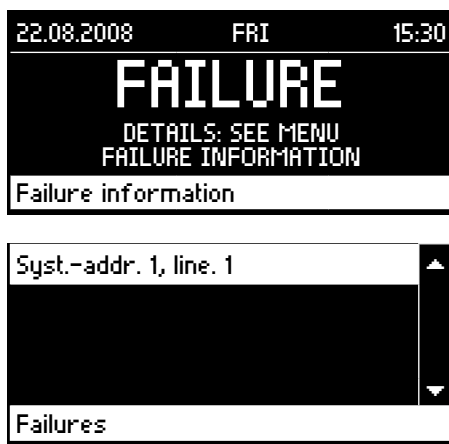 22.08.2008 FRI 15:30
FAILURE
DETAILS: SEE MENU
FAILURE INFORMATION
Failure information
Syst.-addr. 1, line. 1
Failures